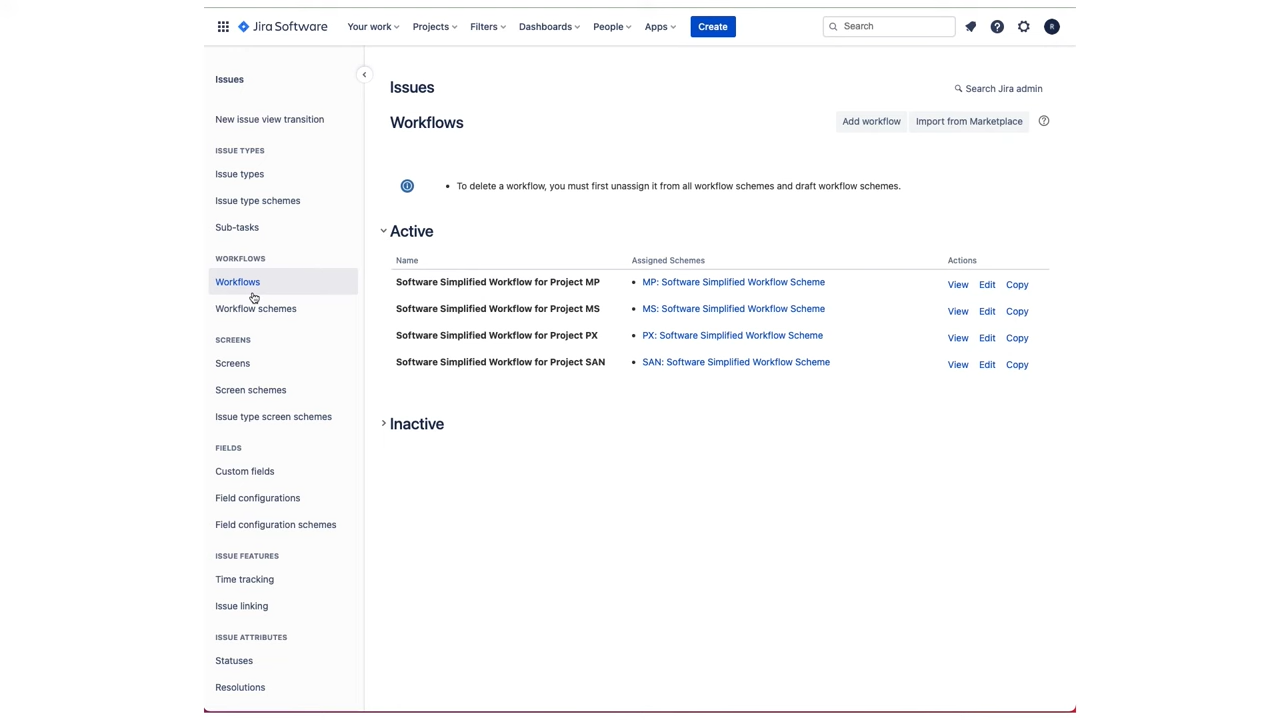 Jira Software Your work Projects Filters Dashboards People Apps Create Search R
Issues
New issue view transition
ISSUE TYPES
Issue types
Issue type schemes
Sub-tasks
WORKFLOWS
Workflows
Workflow schemes
SCREENS
Screens
Screen schemes
Issue type screen schemes
FIELDS
Custom fields
Field configurations
Field configuration schemes
ISSUE FEATURES
Time tracking
Issue linking
ISSUE ATTRIBUTES
Statuses
Resolutions
Issues Search Jira admin
Workflows Add workflow Import from Marketplace
• To delete a workflow, you must first unassign it from all workflow schemes and draft workflow schemes.
Active
Name Assigned Schemes Actions
Software Simplified Workflow for Project MP • MP: Software Simplified Workflow Scheme View Edit Copy
Software Simplified Workflow for Project MS • MS: Software Simplified Workflow Scheme View Edit Copy
Software Simplified Workflow for Project PX • PX: Software Simplified Workflow Scheme View Edit Copy
Software Simplified Workflow for Project SAN • SAN: Software Simplified Workflow Scheme View Edit Copy
Inactive